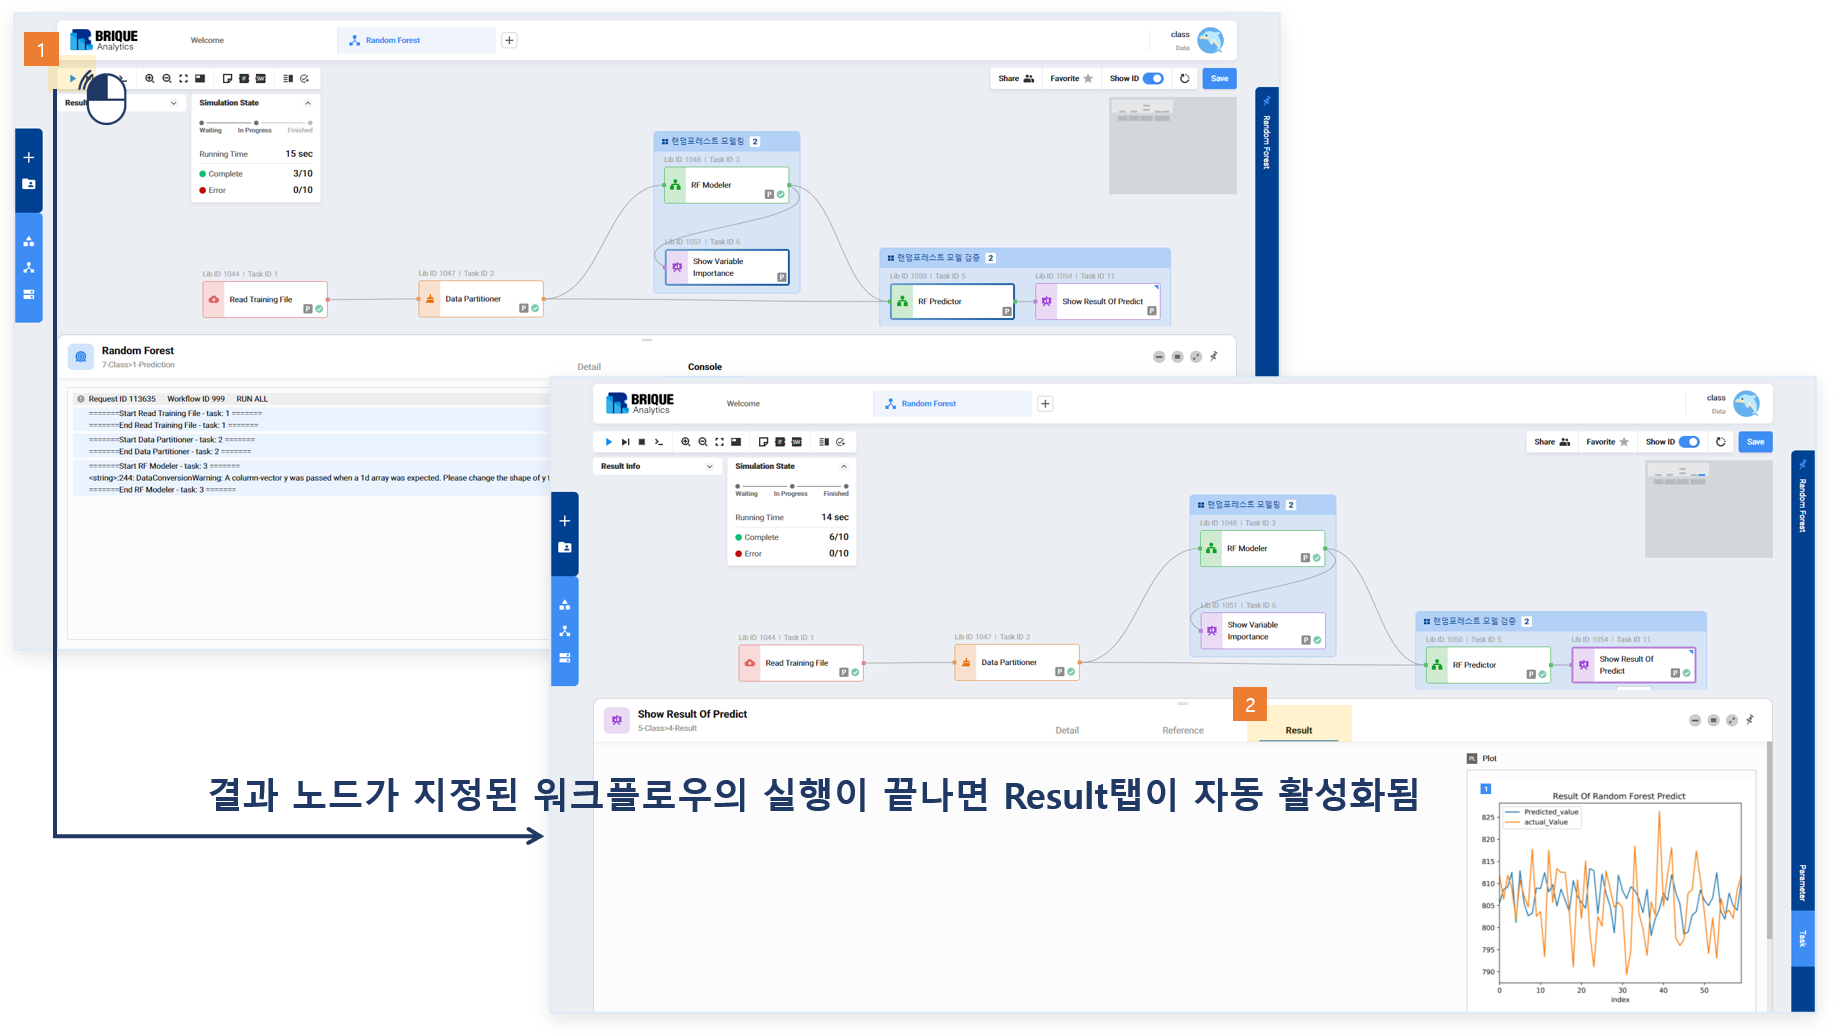 1
BRIQUE
Analytics
Welcome
Random Forest
class
Data
Share
Favorite
Show ID
Save
Result
Simulation State
Waiting
In Progress
Finished
Running Time 15 sec
Complete 3/10
Error 0/10
Random Forest
랜덤포레스트 모델링 2
Lib ID 1048 | Task ID 3
RF Modeler
P
Lib ID 1051 | Task ID 6
Show Variable
Importance
P
랜덤포레스트 모델 검증 2
Lib ID 1050 | Task ID 5
RF Predictor
P
Lib ID 1054 | Task ID 11
Show Result Of Predict
P
Lib ID 1044 | Task ID 1
Read Training File
P
Lib ID 1047 | Task ID 2
Data Partitioner
P
Random Forest
7-Class>1-Prediction
Detail
Console
Request ID 113635 Workflow ID 999 RUN ALL
=======Start Read Training File - task: 1 =======
=======End Read Training File - task: 1 =======
=======Start Data Partitioner - task: 2 =======
=======End Data Partitioner - task: 2 =======
=======Start RF Modeler - task: 3 =======
<string>:244: DataConversionWarning: A column-vector y was passed when a 1d array was expected. Please change the shape of y t
=======End RF Modeler - task: 3 =======
BRIQUE
Analytics
Welcome
Random Forest
class
Data
Share
Favorite
Show ID
Save
Result Info
Simulation State
Waiting
In Progress
Finished
Running Time 14 sec
Complete 6/10
Error 0/10
Random Forest
랜덤포레스트 모델링 2
Lib ID 1048 | Task ID 3
RF Modeler
P
Lib ID 1051 | Task ID 6
Show Variable
Importance
P
랜덤포레스트 모델 검증 2
Lib ID 1050 | Task ID 5
RF Predictor
P
Lib ID 1054 | Task ID 11
Show Result Of
Predict
P
Lib ID 1044 | Task ID 1
Read Training File
P
Lib ID 1047 | Task ID 2
Data Partitioner
P
Show Result Of Predict
5-Class>4-Result
Detail
Reference
2
Result
결과 노드가 지정된 워크플로우의 실행이 끝나면 Result탭이 자동 활성화됨
Plot
1
Result Of Random Forest Predict
Predicted_value
actual_Value
825
820
815
810
805
800
795
790
0 10 20 30 40 50
index
Parameter
Task